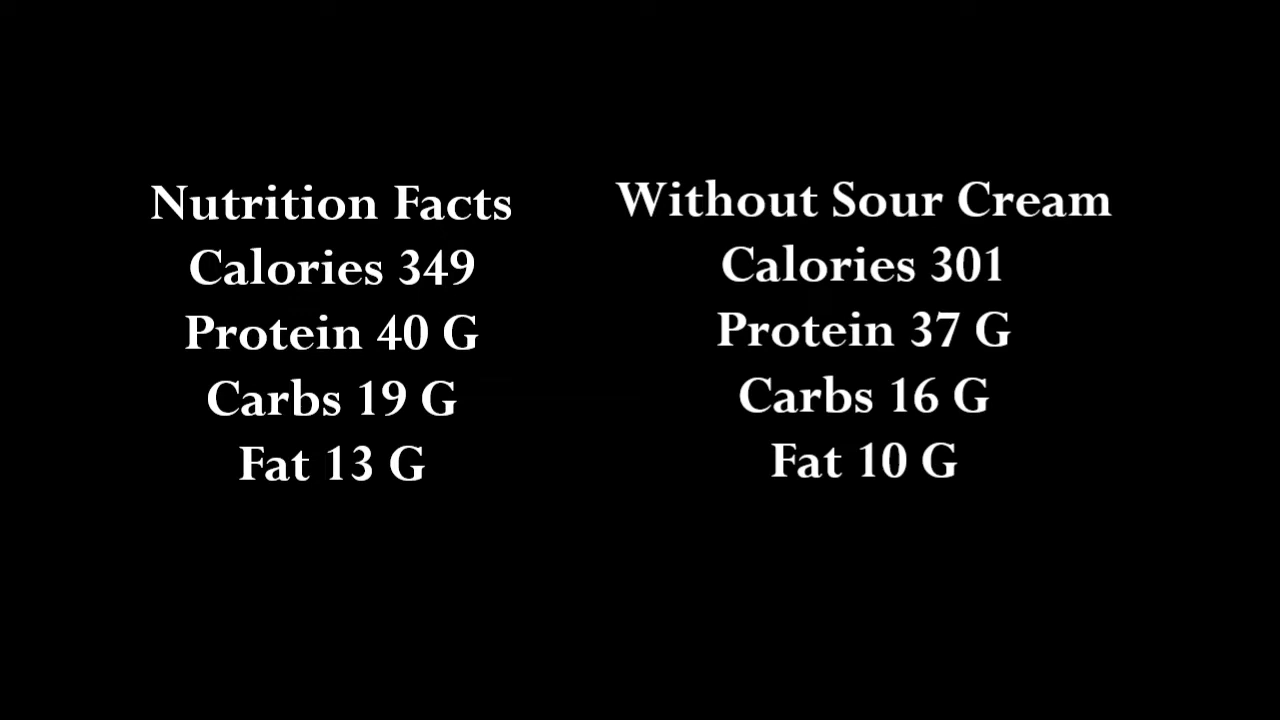 Nutrition Facts
Calories 349
Protein 40 G
Carbs 19 G
Fat 13 G
Without Sour Cream
Calories 301
Protein 37 G
Carbs 16 G
Fat 10 G